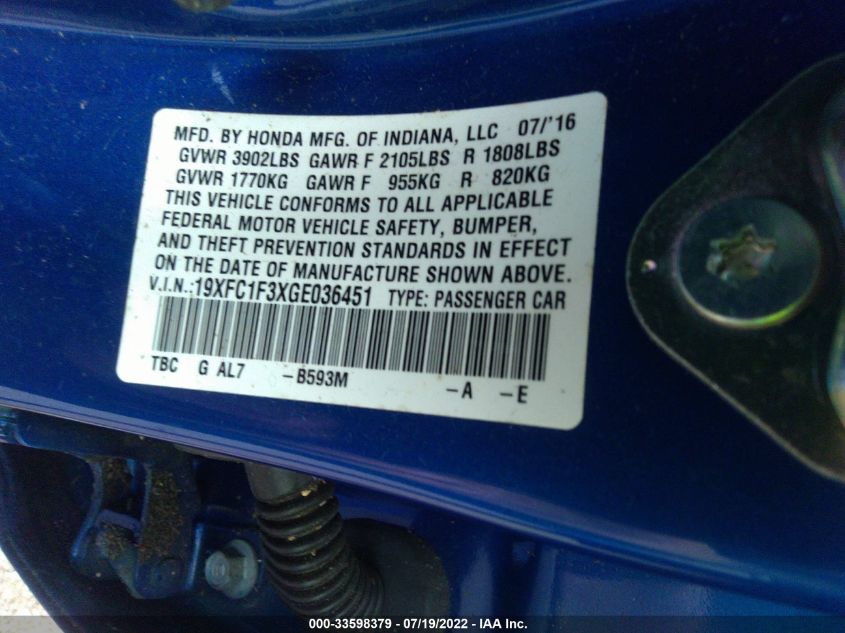 MFD. BY HONDA MFG. OF INDIANA, LLC 07/'16
GVWR 3902LBS GAWR F 2105LBS R 1808LBS
GVWR 1770KG GAWR F 955KG R 820KG
THIS VEHICLE CONFORMS TO ALL APPLICABLE
FEDERAL MOTOR VEHICLE SAFETY, BUMPER,
AND THEFT PREVENTION STANDARDS IN EFFECT
ON THE DATE OF MANUFACTURE SHOWN ABOVE.
V.I.N.:19XFC1F3XGE036451 TYPE: PASSENGER CAR
TBC G AL7 -B593M -A -E
000-33598379 / 07/19/2022 - IAA Inc.